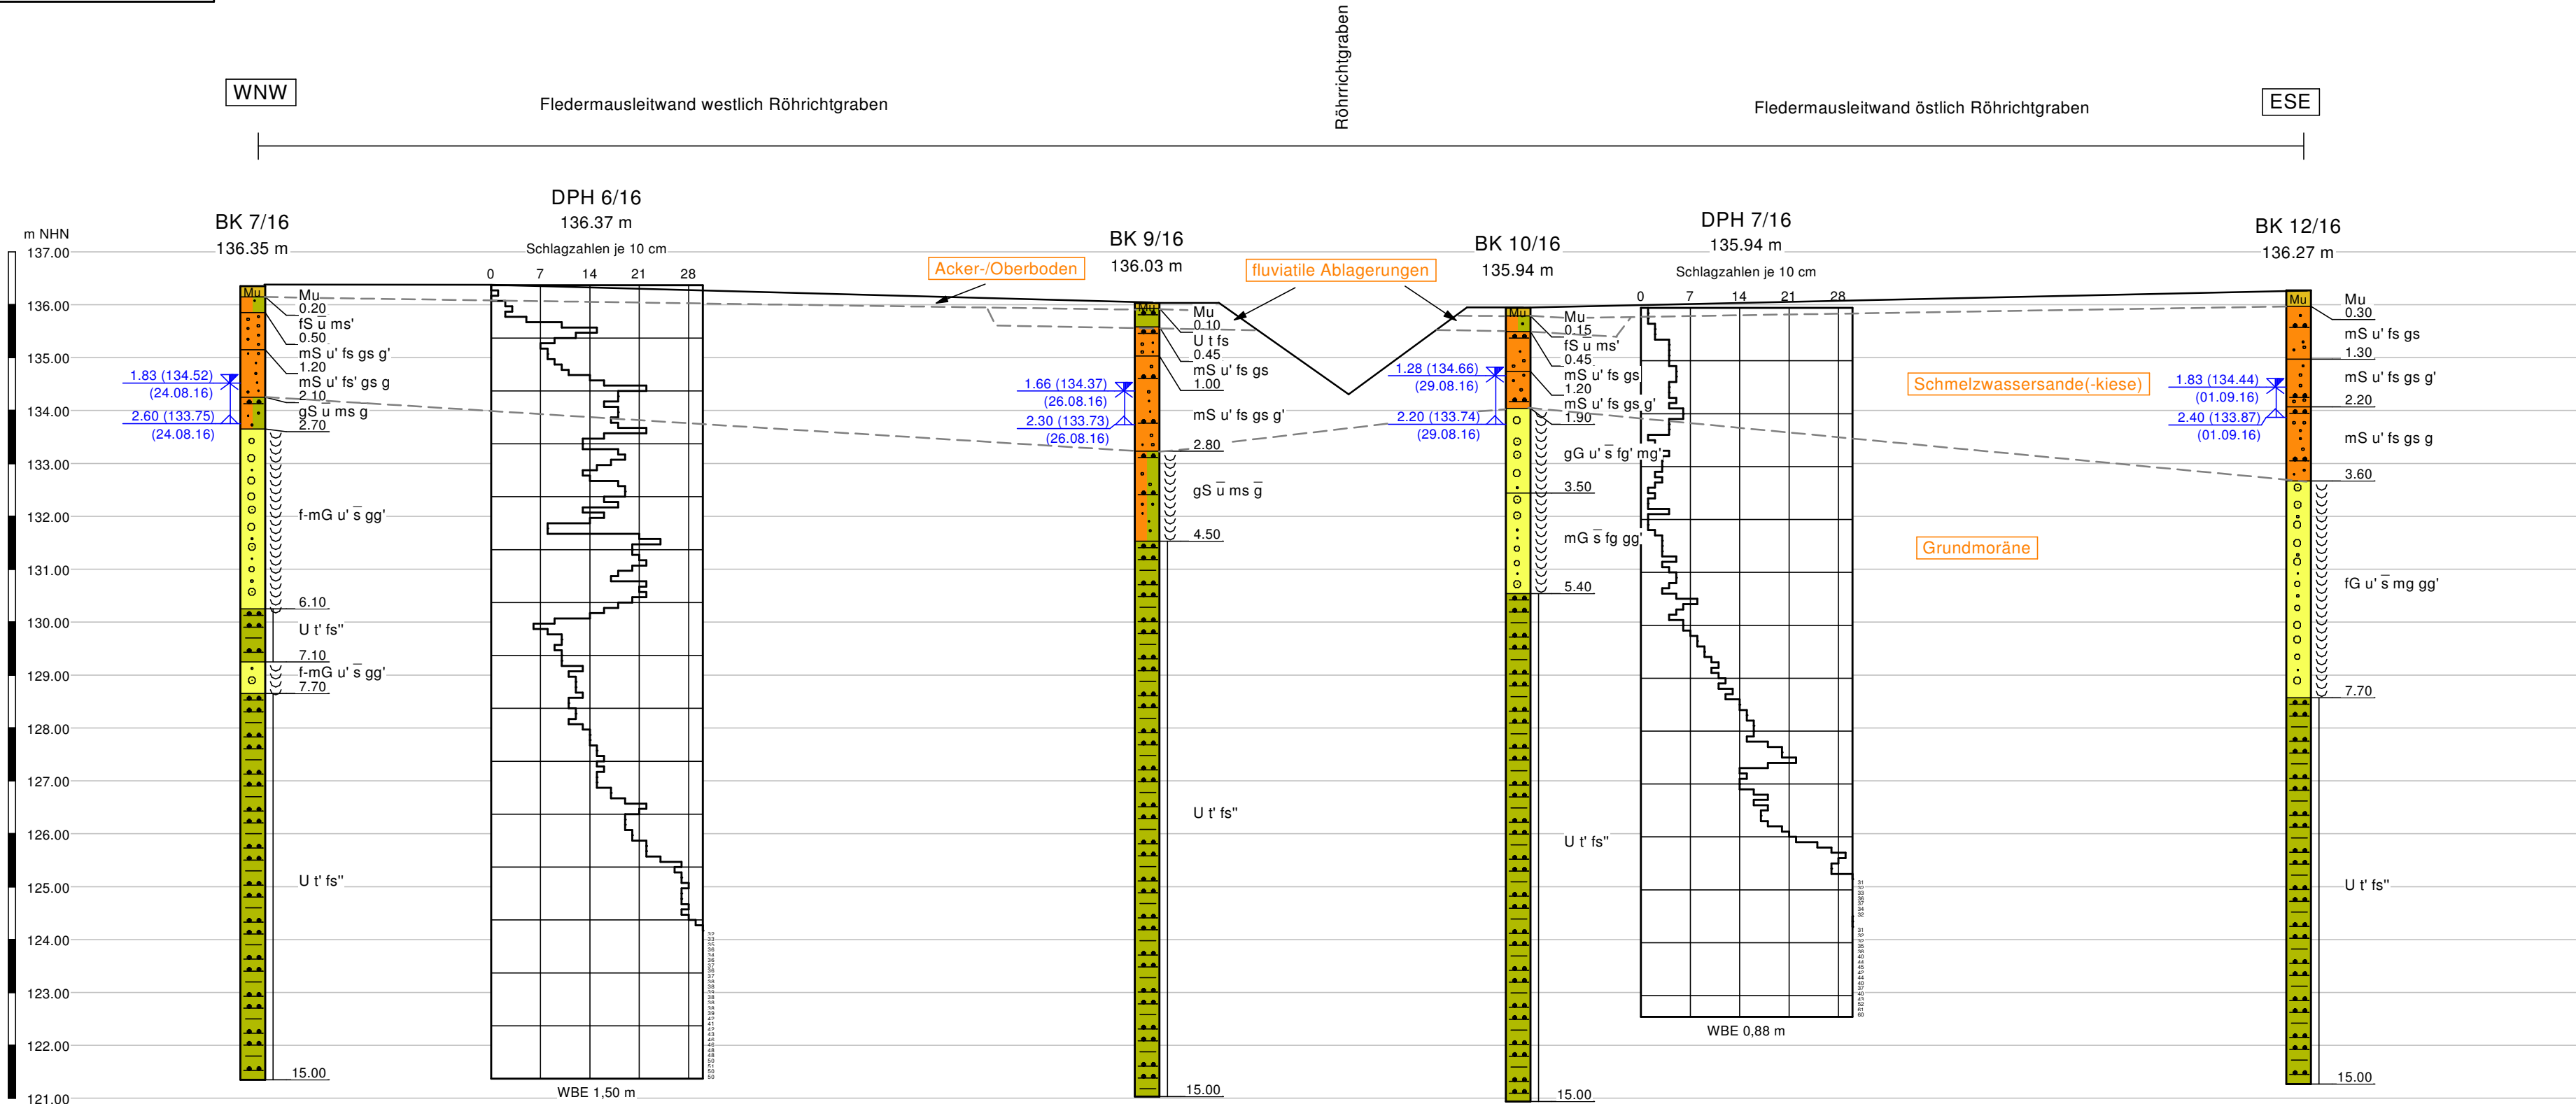 Röhrrichtgraben
WNW
Fledermausleitwand westlich Röhrichtgraben
Fledermausleitwand östlich Röhrichtgraben
ESE
m NHN
137.00
136.00
135.00
134.00
133.00
132.00
131.00
130.00
129.00
128.00
127.00
126.00
125.00
124.00
123.00
122.00
121.00
BK 7/16
136.35 m
Mu
Mu
0.20
fS u̅ ms'
0.50
mS u' fs gs g'
1.20
mS u' fs' gs g
2.10
gS u ms g
2.70
f-mG u' s̅ gg'
6.10
U t' fs''
7.10
f-mG u' s̅ gg'
7.70
U t' fs''
15.00
1.83 (134.52)
(24.08.16)
2.60 (133.75)
(24.08.16)
DPH 6/16
136.37 m
Schlagzahlen je 10 cm
0 7 14 21 28
WBE 1,50 m
Acker-/Oberboden
fluviatile Ablagerungen
BK 9/16
136.03 m
Mu
Mu
0.10
U t fs
0.45
mS u' fs gs
1.00
mS u' fs gs g'
2.80
gS u̅ ms g̅
4.50
U t' fs''
15.00
1.66 (134.37)
(26.08.16)
2.30 (133.73)
(26.08.16)
BK 10/16
135.94 m
Mu
Mu
0.15
fS u̅ ms'
0.45
mS u' fs gs
1.20
mS u' fs gs g'
1.90
gG u' s̅ fg' mg'
3.50
mG s̅ fg gg'
5.40
U t' fs''
15.00
1.28 (134.66)
(29.08.16)
2.20 (133.74)
(29.08.16)
DPH 7/16
135.94 m
Schlagzahlen je 10 cm
0 7 14 21 28
WBE 0,88 m
Schmelzwassersande(-kiese)
Grundmoräne
BK 12/16
136.27 m
Mu
Mu
0.30
mS u' fs gs
1.30
mS u' fs gs g'
2.20
mS u' fs gs g
3.60
fG u' s̅ mg gg'
7.70
U t' fs''
15.00
1.83 (134.44)
(01.09.16)
2.40 (133.87)
(01.09.16)